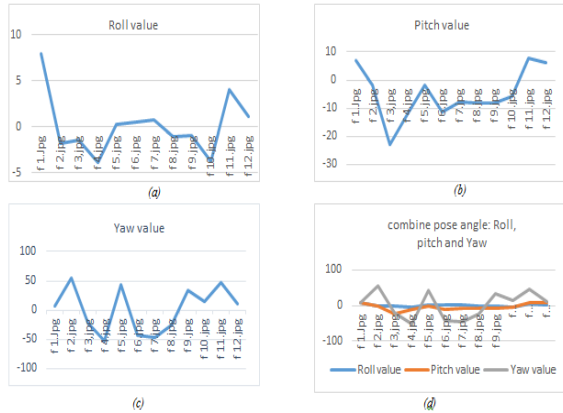 Roll value
10
5
0
-5
f 1.jpg
f 2.jpg
f 3.jpg
f 4.jpg
f 5.jpg
f 6.jpg
f 7.jpg
f 8.jpg
f 9.jpg
f 10.jpg
f 11.jpg
f 12.jpg
(a)
Pitch value
10
0
-10
-20
-30
f 1.jpg
f 2.jpg
f 3.jpg
f 4.jpg
f 5.jpg
f 6.jpg
f 7.jpg
f 8.jpg
f 9.jpg
f 10.jpg
f 11.jpg
f 12.jpg
(b)
Yaw value
100
50
0
-50
-100
f 1.jpg
f 2.jpg
f 3.jpg
f 4.jpg
f 5.jpg
f 6.jpg
f 7.jpg
f 8.jpg
f 9.jpg
f 10.jpg
f 11.jpg
f 12.jpg
(c)
combine pose angle: Roll,
pitch and Yaw
100
0
-100
f 1.jpg
f 2.jpg
f 3.jpg
f 4.jpg
f 5.jpg
f 6.jpg
f 7.jpg
f 8.jpg
f 9.jpg
f...
f...
f...
Roll value Pitch value Yaw value
(d)